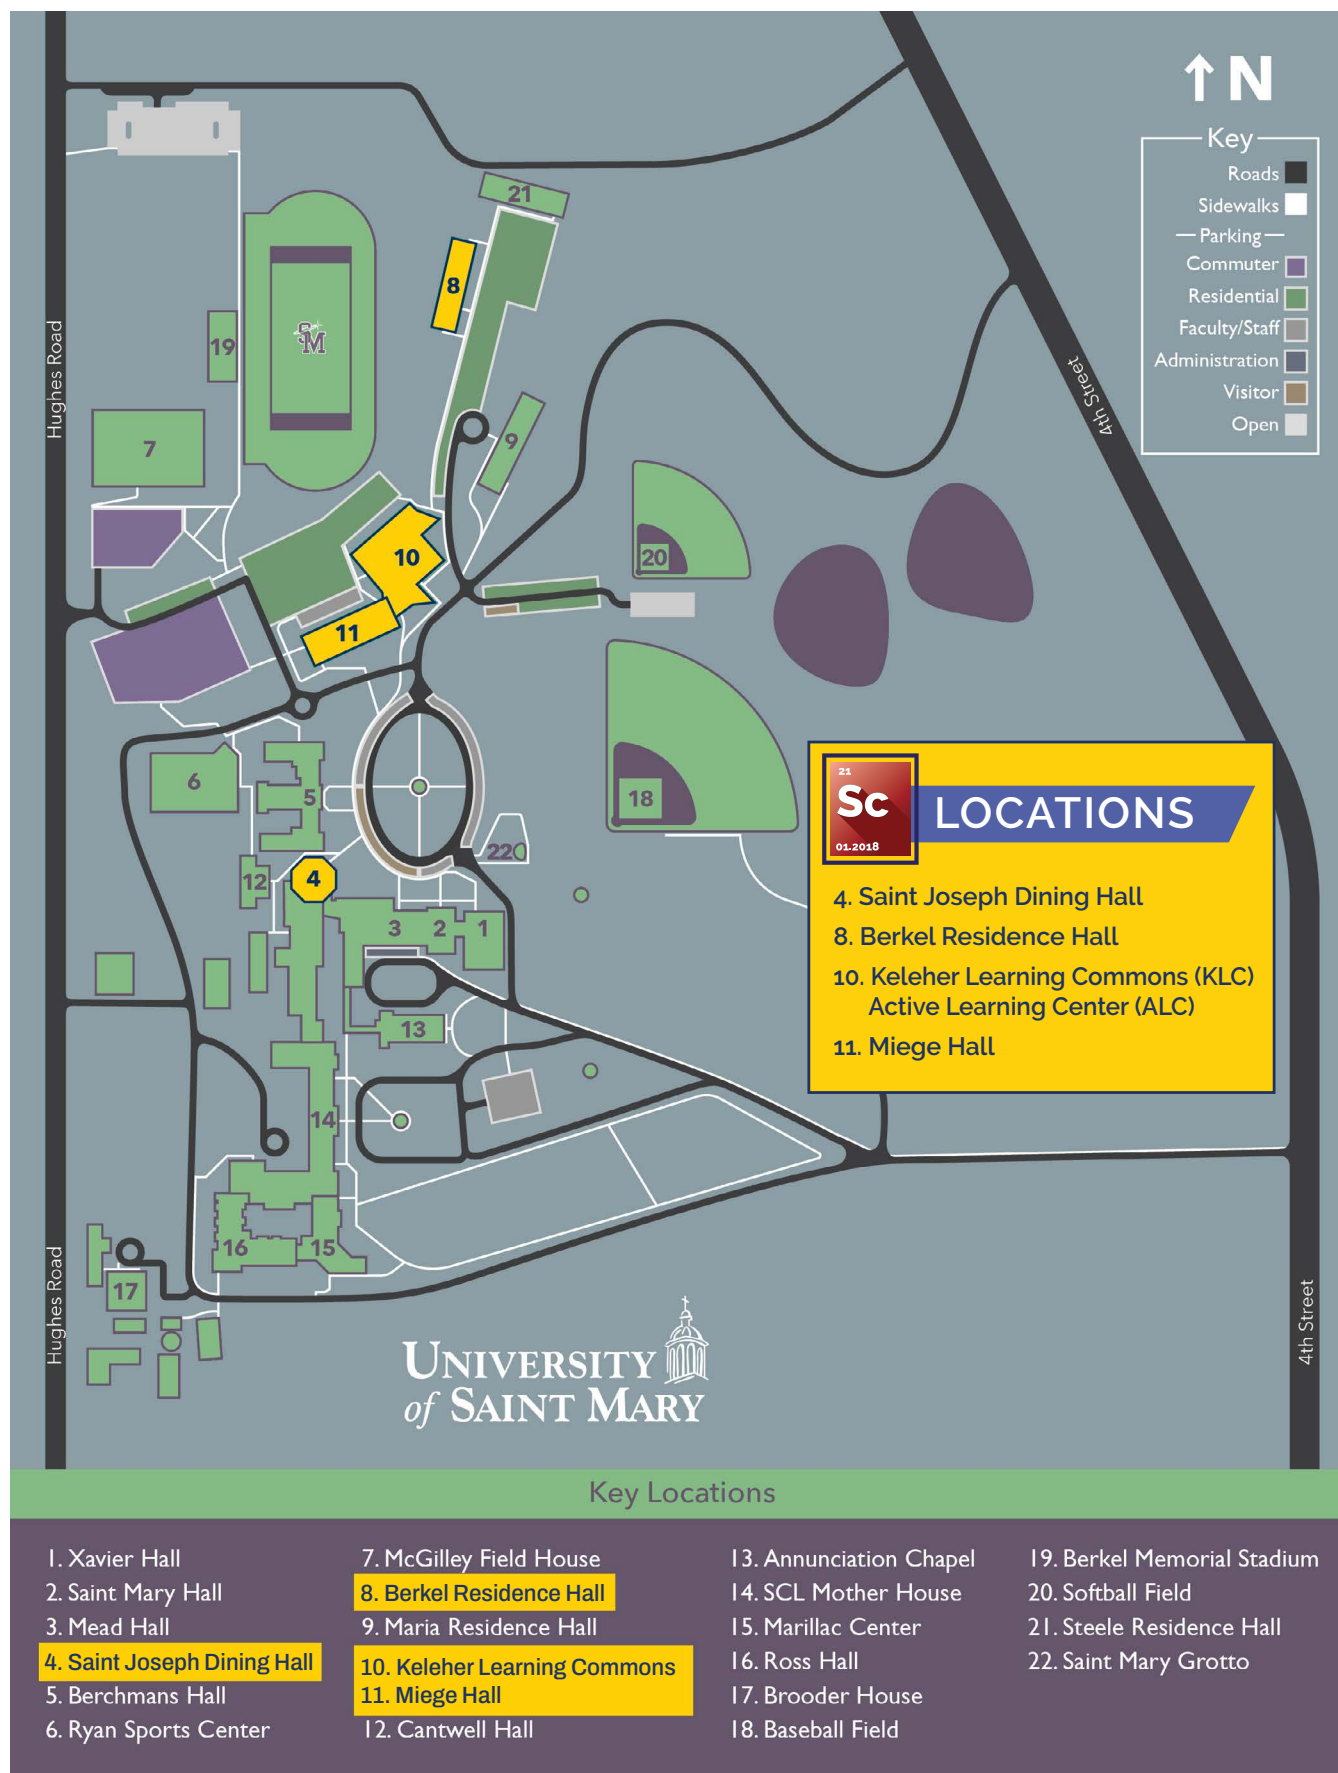 N
Key
Roads
Sidewalks
Parking
Commuter
Residential
Faculty/Staff
Administration
Visitor
Open
Hughes Road
4th Street
21
8
19
SM
7
9
10
20
11
6
5
18
22
12
4
3
2
1
13
14
16
15
17
21
Sc
01.2018
LOCATIONS
4. Saint Joseph Dining Hall
8. Berkel Residence Hall
10. Keleher Learning Commons (KLC)
Active Learning Center (ALC)
11. Miege Hall
Hughes Road
4th Street
UNIVERSITY
of SAINT MARY
Key Locations
1. Xavier Hall
2. Saint Mary Hall
3. Mead Hall
4. Saint Joseph Dining Hall
5. Berchmans Hall
6. Ryan Sports Center
7. McGilley Field House
8. Berkel Residence Hall
9. Maria Residence Hall
10. Keleher Learning Commons
11. Miege Hall
12. Cantwell Hall
13. Annunciation Chapel
14. SCL Mother House
15. Marillac Center
16. Ross Hall
17. Brooder House
18. Baseball Field
19. Berkel Memorial Stadium
20. Softball Field
21. Steele Residence Hall
22. Saint Mary Grotto